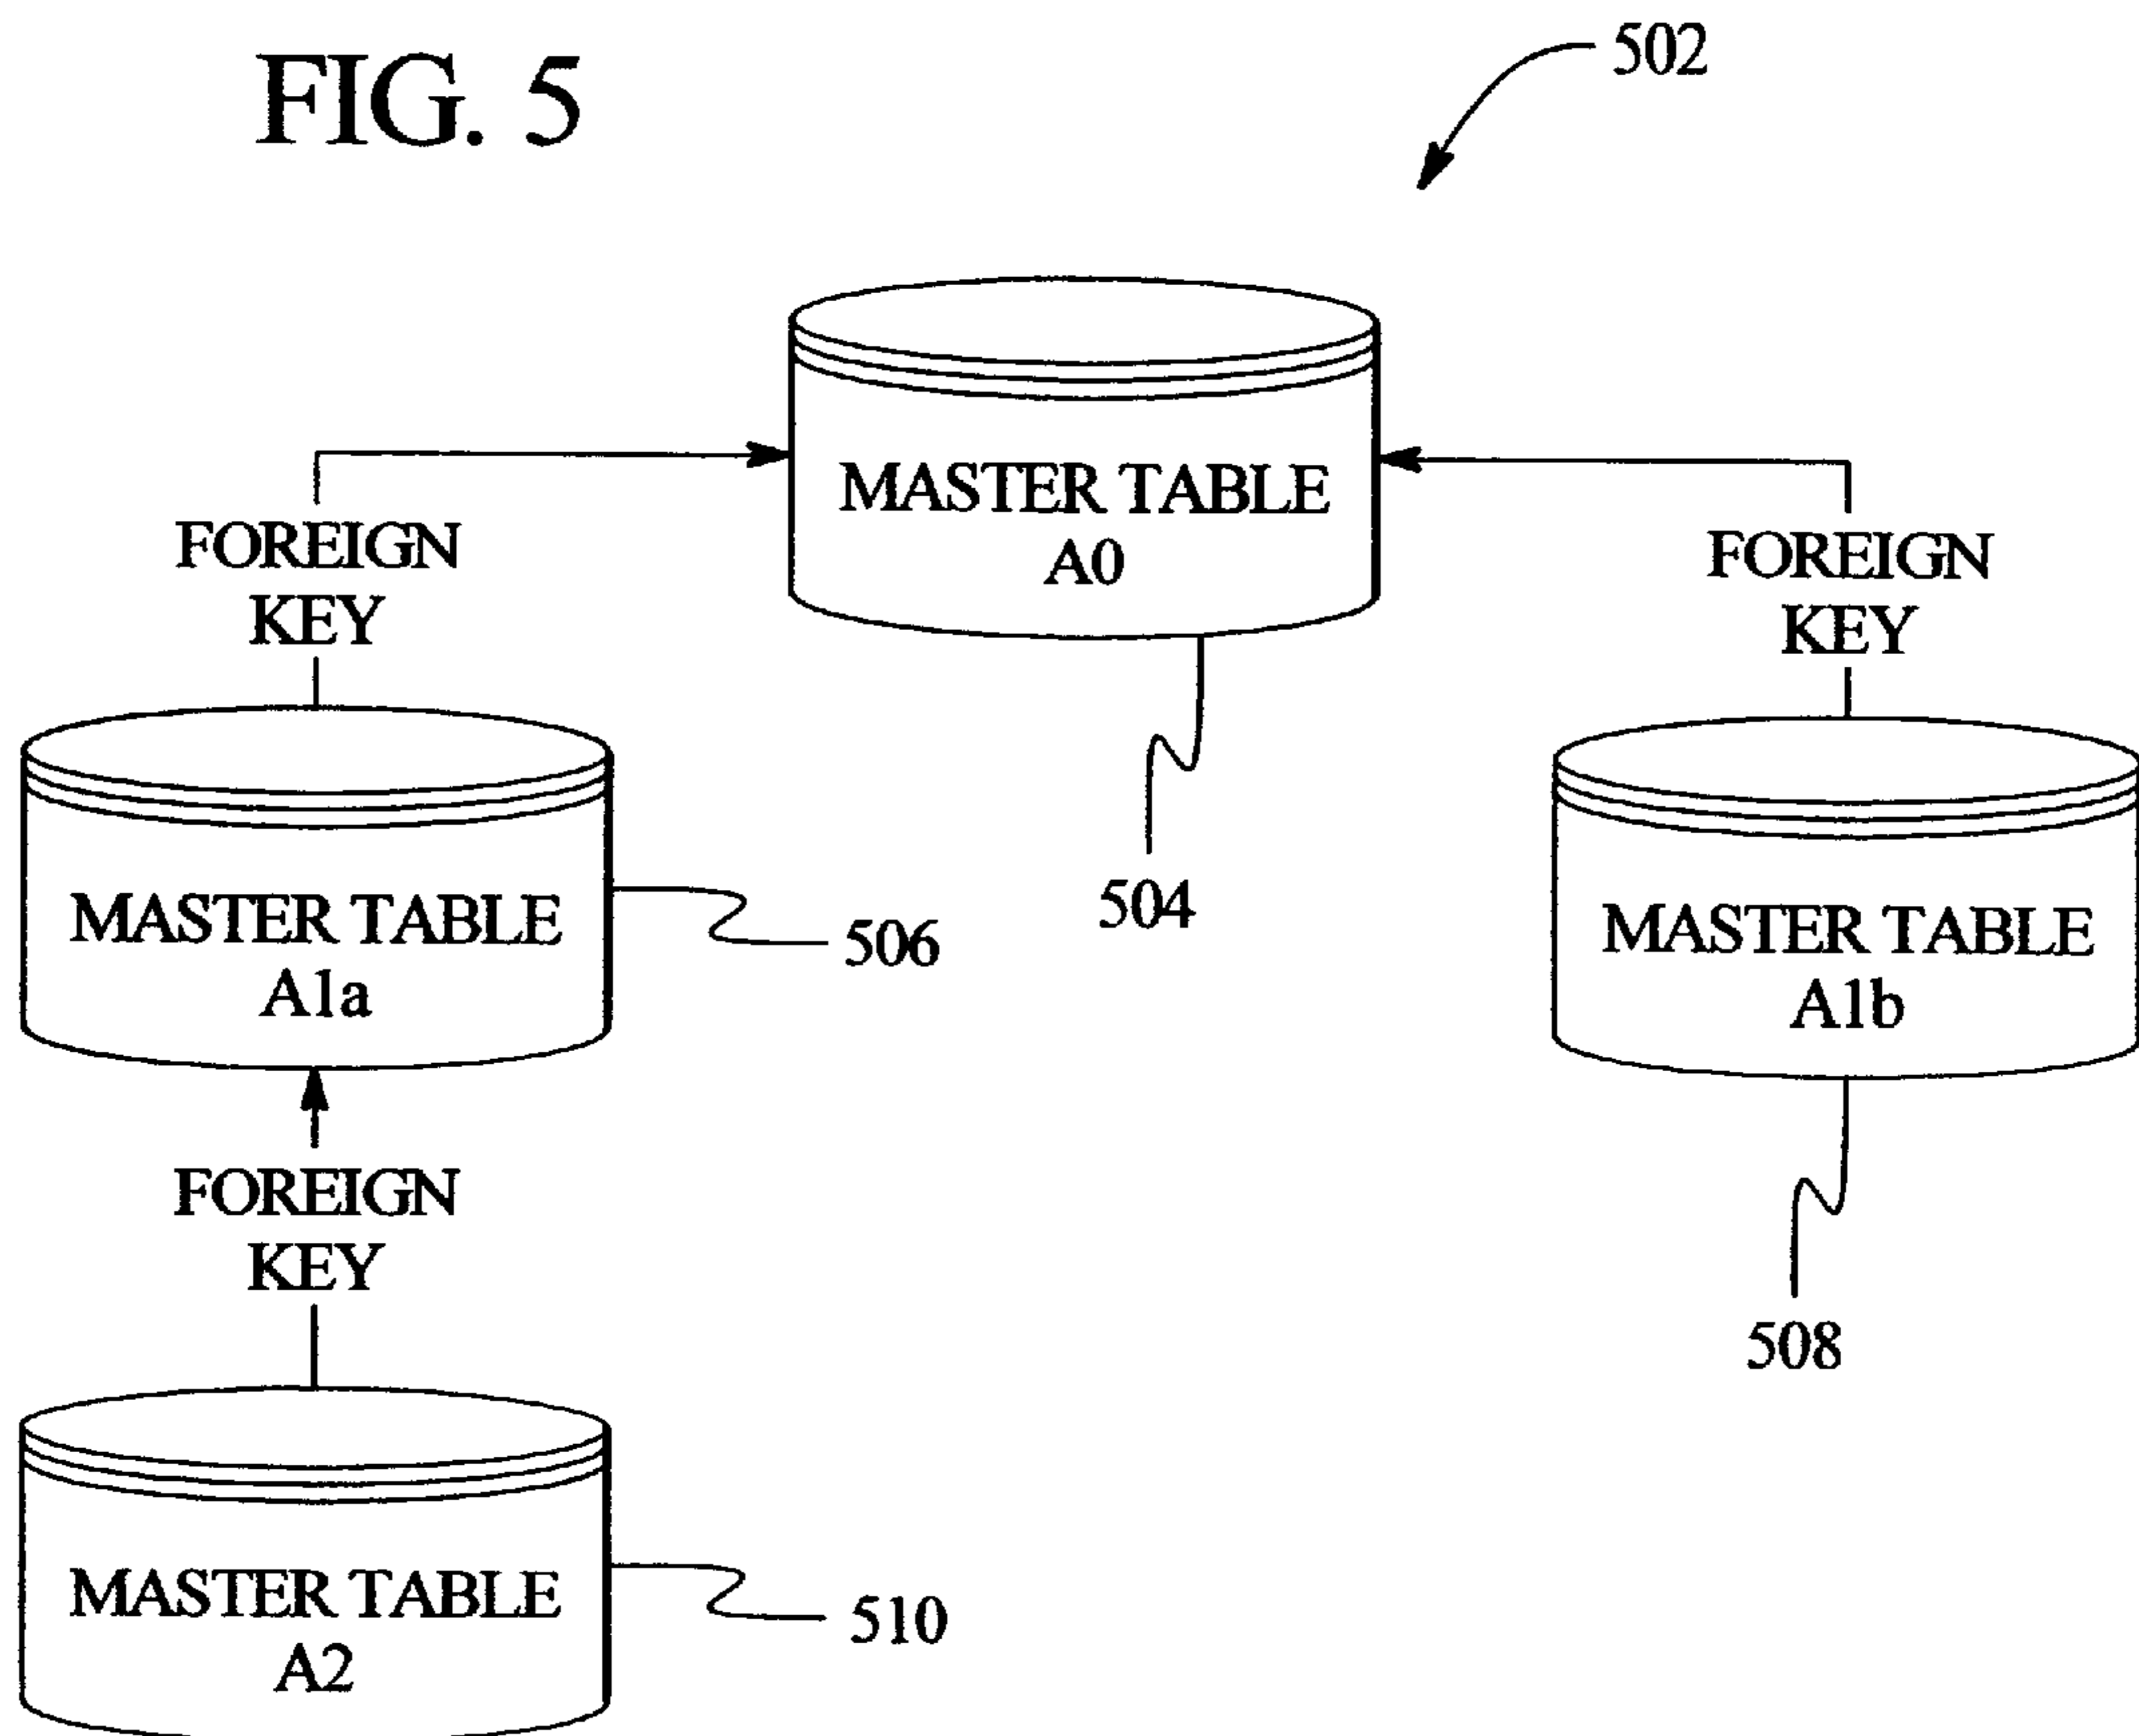 FIG. 5
502
MASTER TABLE
A0
FOREIGN
KEY
FOREIGN
KEY
504
MASTER TABLE
A1a
506
MASTER TABLE
A1b
508
FOREIGN
KEY
MASTER TABLE
A2
510